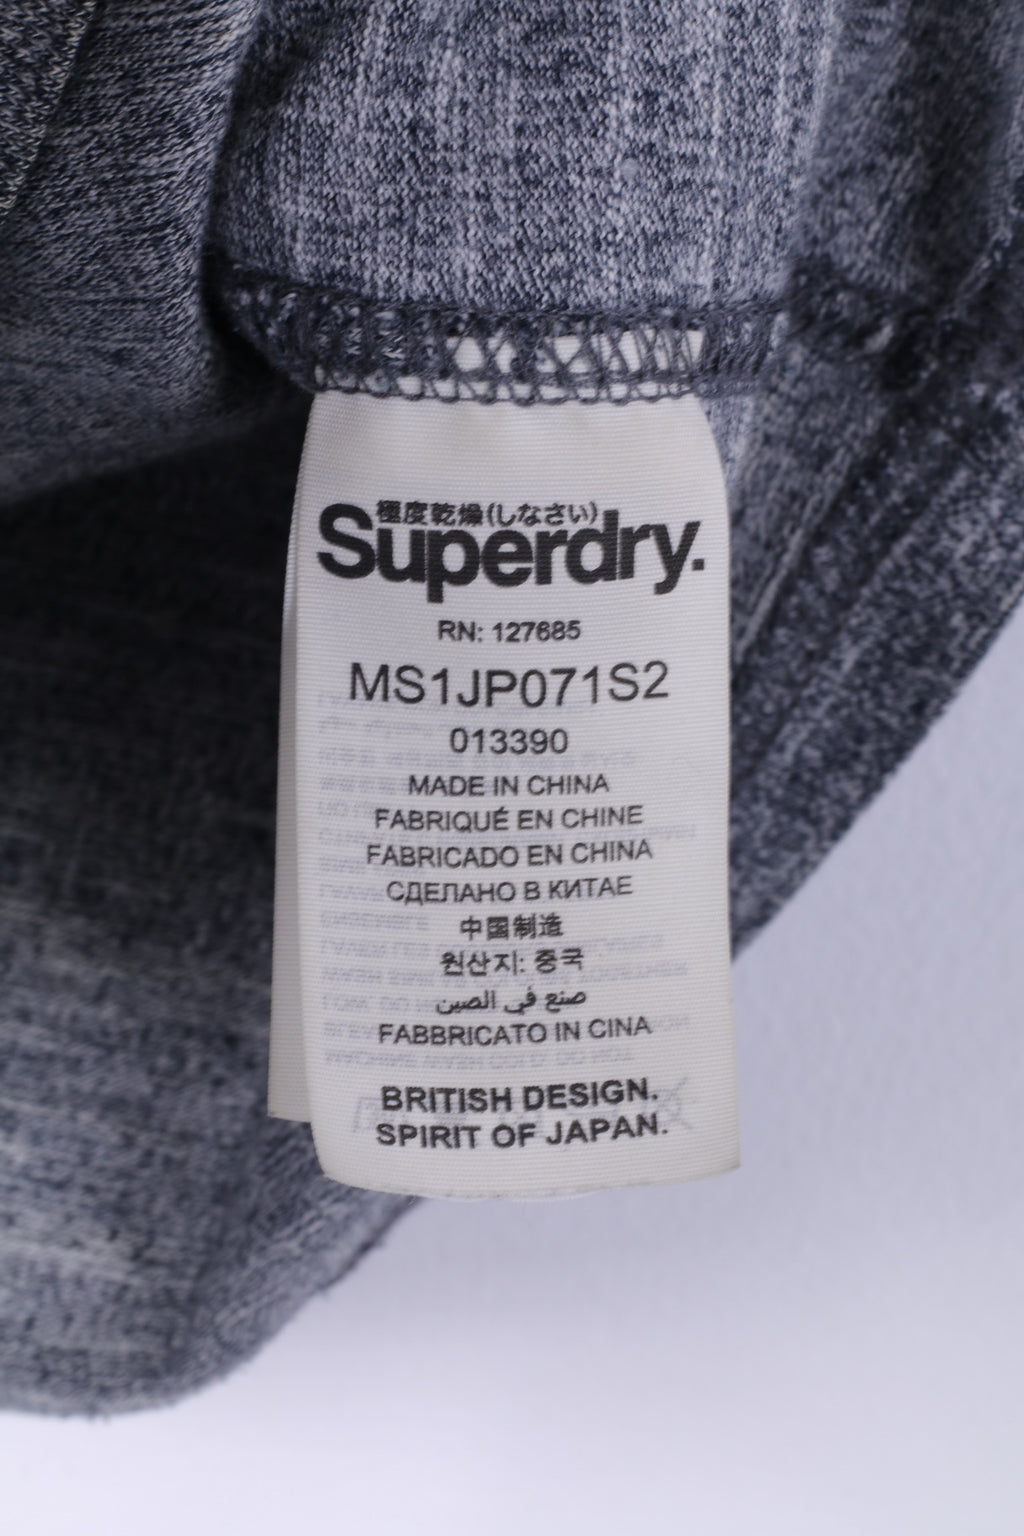 極度乾燥(しなさい)
Superdry.
RN: 127685
MS1JP071S2
013390
MADE IN CHINA
FABRIQUÉ EN CHINE
FABRICADO EN CHINA
СДЕЛАНО В КИТАЕ
中国制造
원산지: 중국
صنع في الصين
FABBRICATO IN CINA
BRITISH DESIGN.
SPIRIT OF JAPAN.